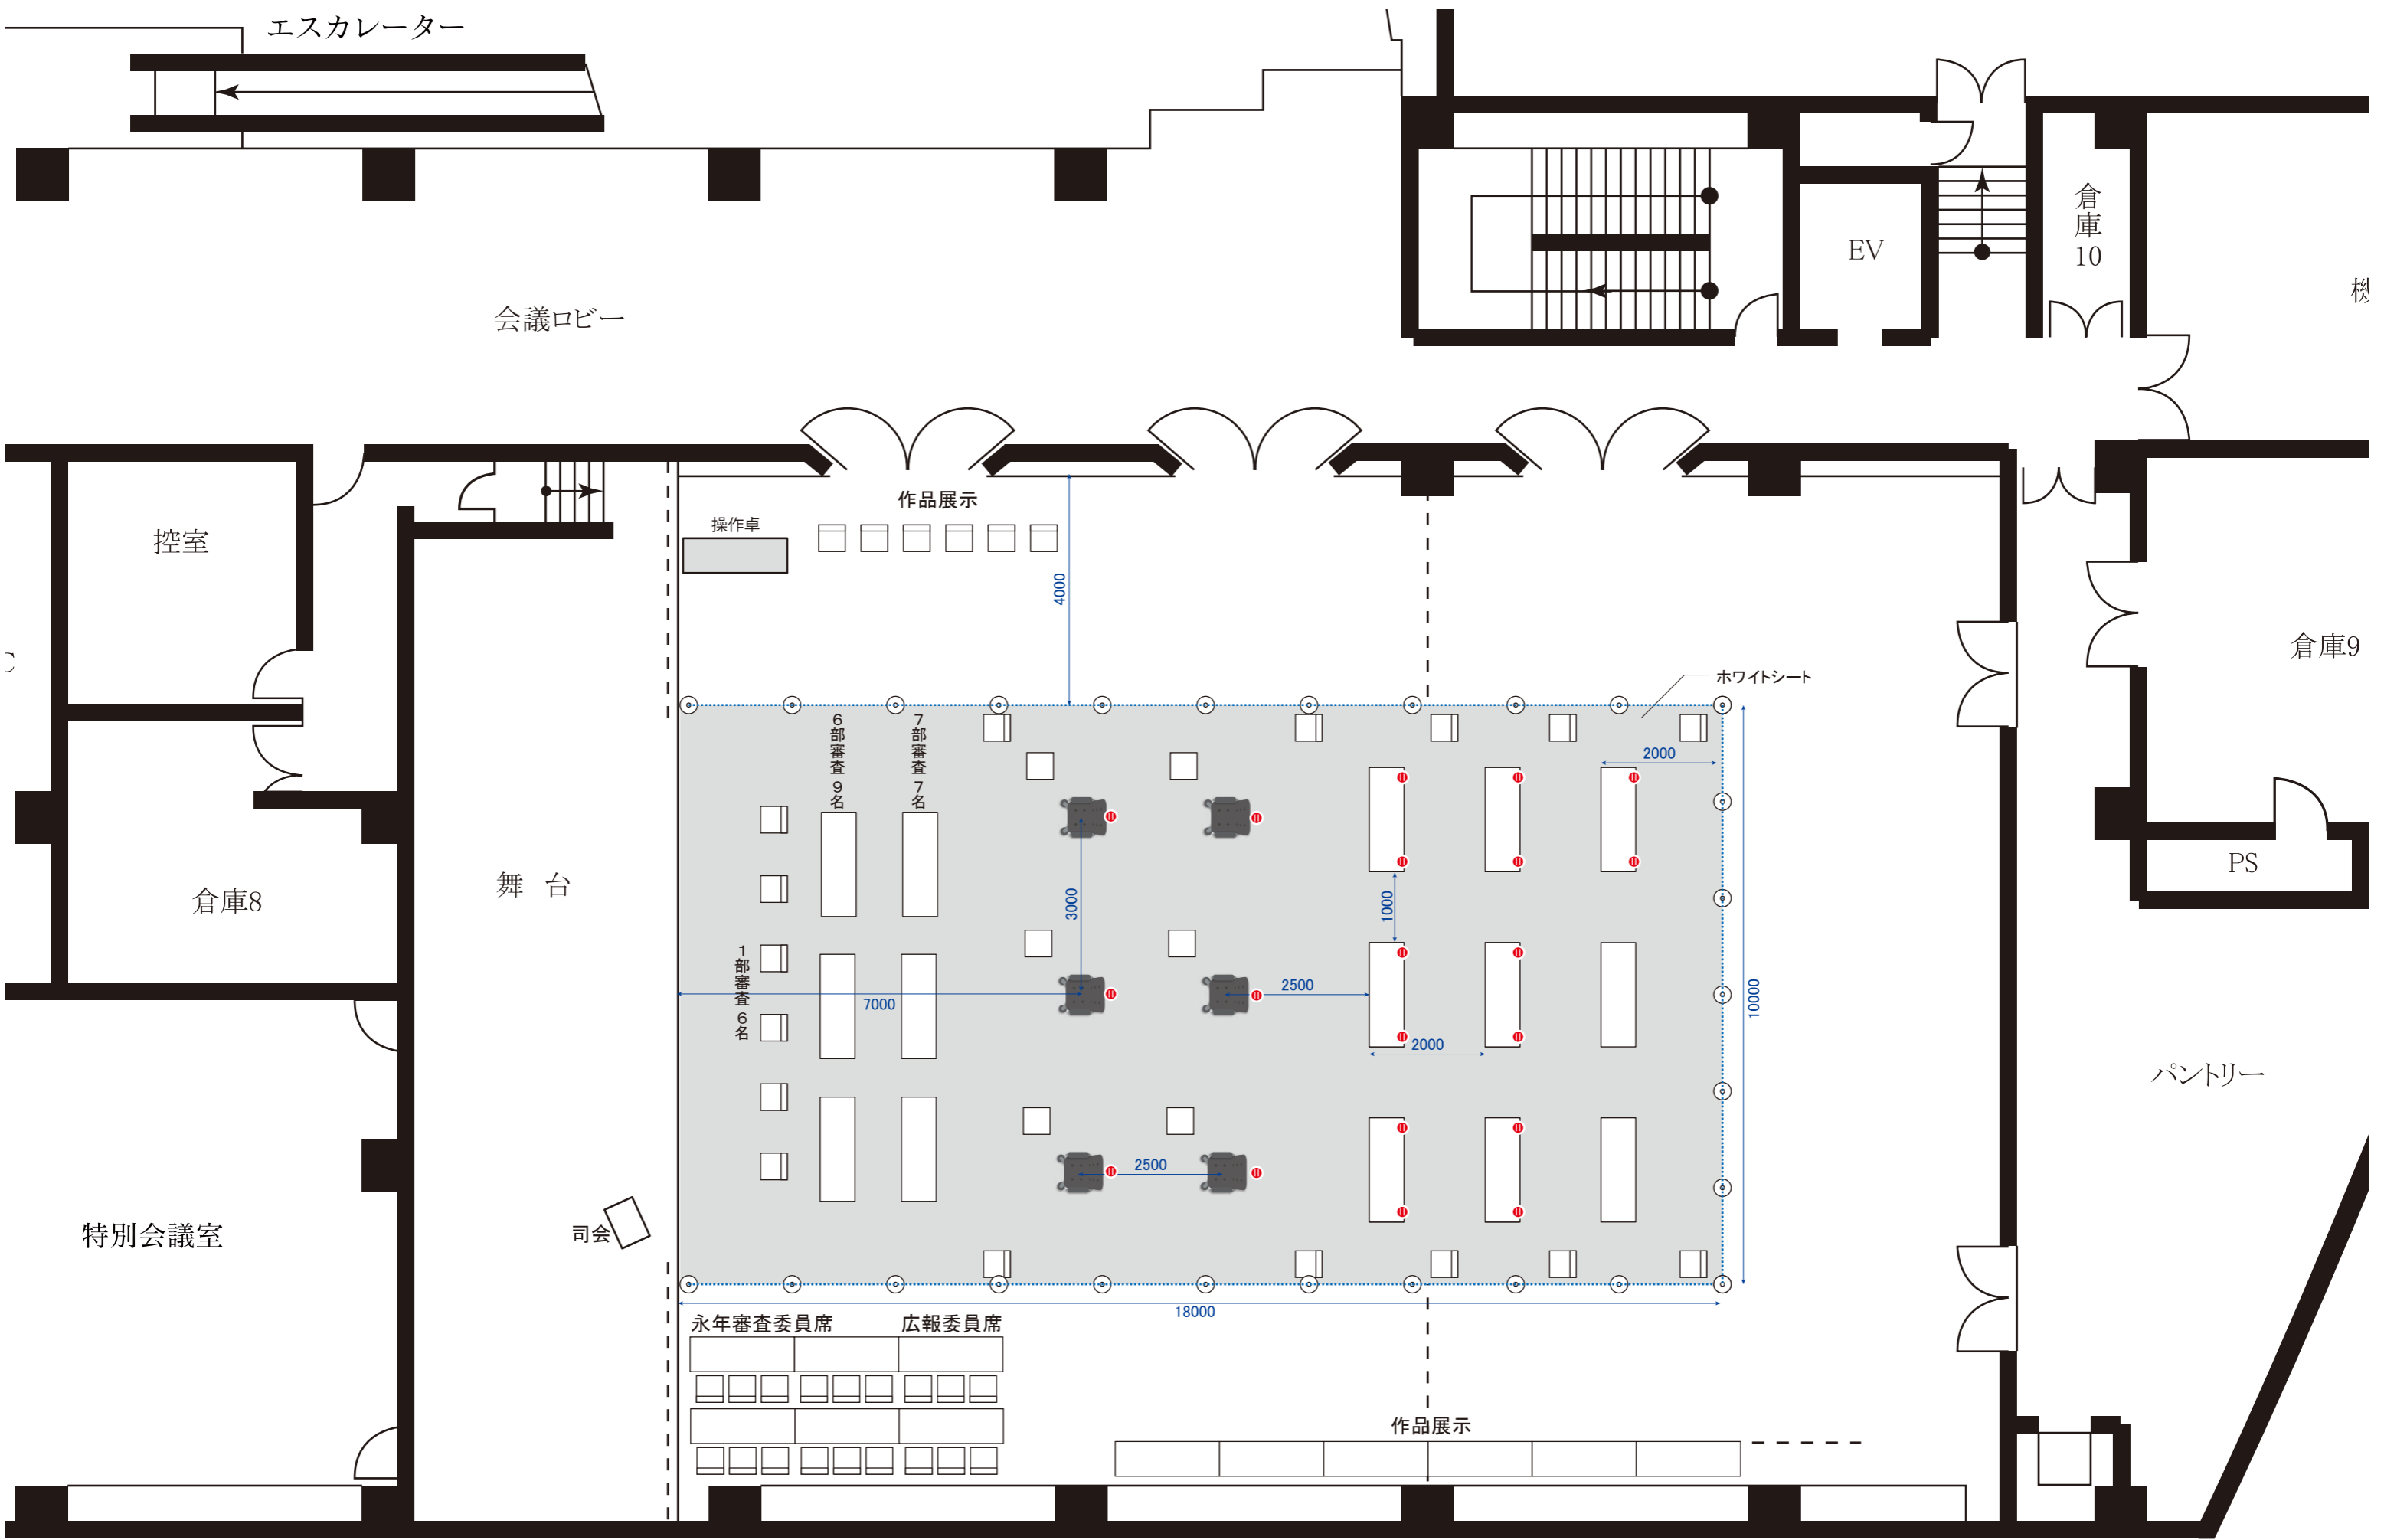 エスカレーター
倉庫10
EV
会議ロビー
機
作品展示
操作卓
控室
4000
C
倉庫9
ホワイトシート
6部審査 9名
7部審査 7名
2000
PS
舞 台
倉庫8
3000
1000
1部審査 6名
2500
7000
10000
2000
パントリー
2500
特別会議室
司会
18000
永年審査委員席
広報委員席
作品展示